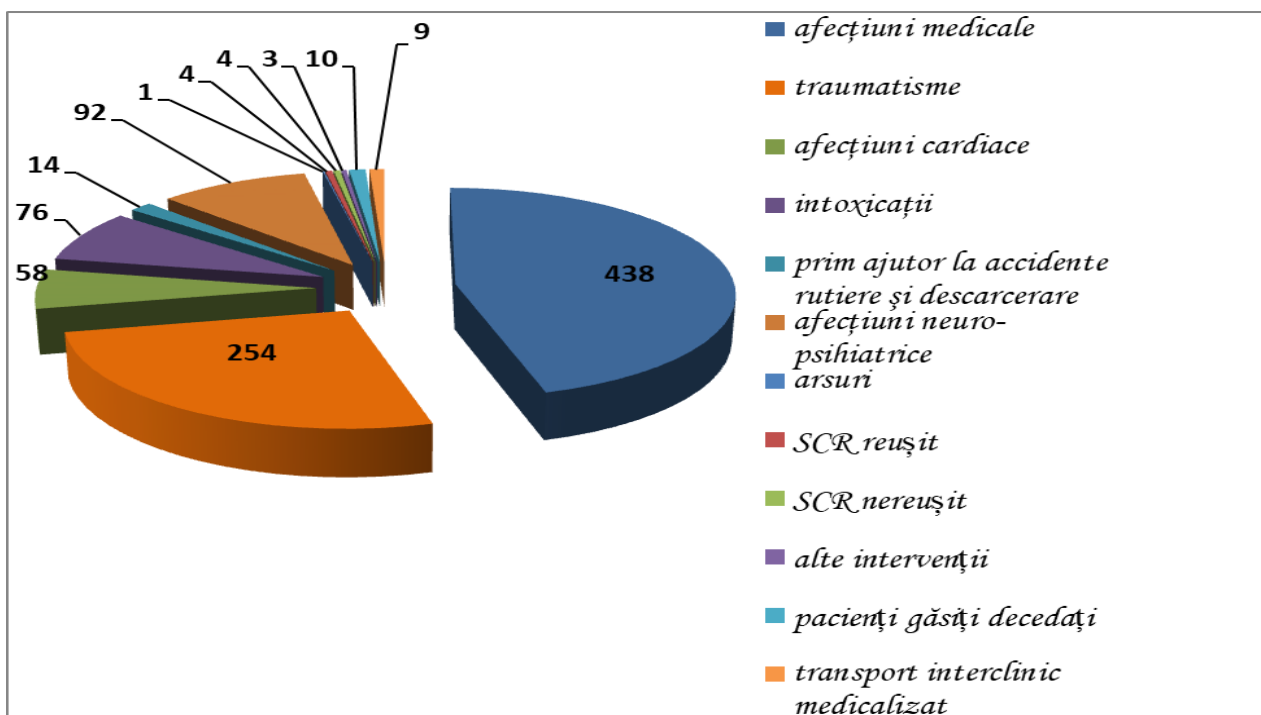 9
4
3
10
4
1
92
14
76
58
438
254
afecțiuni medicale
traumatisme
afecțiuni cardiace
intoxicații
prim ajutor la accidente
rutiere și descarcerare
afecțiuni neuro-
psihiatrice
arsuri
SCR reușit
SCR nereușit
alte intervenții
pacienți găsiți decedați
transport interclinic
medicalizat